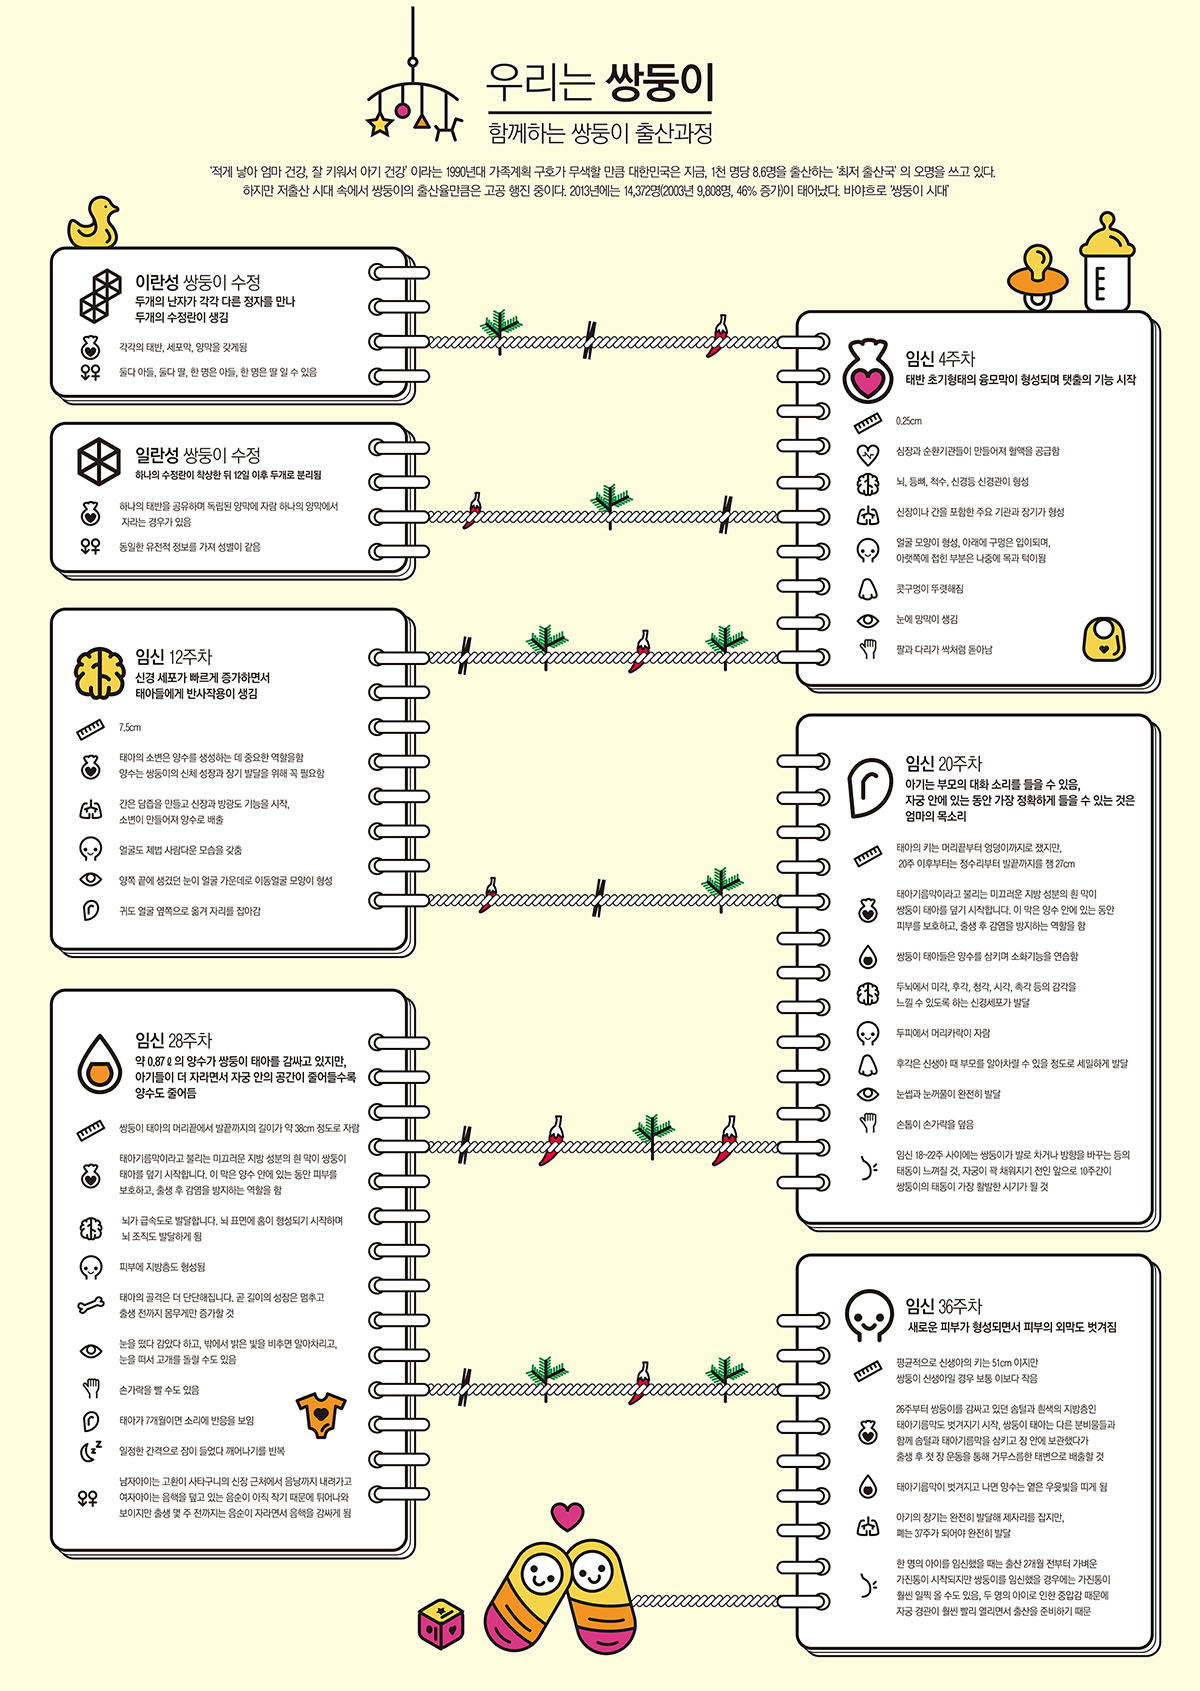 우리는 쌍둥이
함께하는 쌍둥이 출산과정
'적게 낳아 엄마 건강, 잘 키워서 아기 건강' 이라는 1990년대 가족계획 구호가 무색할 만큼 대한민국은 지금, 1천 명당 8.6명을 출산하는 '최저 출산국' 의 오명을 쓰고 있다.
하지만 저출산 시대 속에서 쌍둥이의 출산율만큼은 고공 행진 중이다. 2013년에는 14,372명(2003년 9,808명, 46% 증가)이 태어났다. 바야흐로 '쌍둥이 시대'
이란성 쌍둥이 수정
두개의 난자가 각각 다른 정자를 만나
두개의 수정란이 생김
각각의 태반, 세포막, 양막을 갖게됨
둘다 아들, 둘다 딸, 한 명은 아들, 한 명은 딸 일 수 있음
일란성 쌍둥이 수정
하나의 수정란이 착상한 뒤 12일 이후 두개로 분리됨
하나의 태반을 공유하며 독립된 양막에 자람 하나의 양막에서
자라는 경우가 있음
동일한 유전적 정보를 가져 성별이 같음
임신 4주차
태반 초기형태의 융모막이 형성되며 탯줄의 기능 시작
0.25cm
심장과 순환기관들이 만들어져 혈액을 공급함
뇌, 등뼈, 척수, 신경등 신경관이 형성
신장이나 간을 포함한 주요 기관과 장기가 형성
얼굴 모양이 형성, 아래에 구멍은 입이되며,
아랫쪽에 접힌 부분은 나중에 목과 턱이됨
콧구멍이 뚜렷해짐
눈에 망막이 생김
팔과 다리가 싹처럼 돋아남
임신 12주차
신경 세포가 빠르게 증가하면서
태아들에게 반사작용이 생김
7.5cm
태아의 소변은 양수를 생성하는 데 중요한 역할을함
양수는 쌍둥이의 신체 성장과 장기 발달을 위해 꼭 필요함
간은 담즙을 만들고 신장과 방광도 기능을 시작,
소변이 만들어져 양수로 배출
얼굴도 제법 사람다운 모습을 갖춤
양쪽 끝에 생겼던 눈이 얼굴 가운데로 이동얼굴 모양이 형성
귀도 얼굴 옆쪽으로 옮겨 자리를 잡아감
임신 20주차
아기는 부모의 대화 소리를 들을 수 있음,
자궁 안에 있는 동안 가장 정확하게 들을 수 있는 것은
엄마의 목소리
태아의 키는 머리끝부터 엉덩이까지로 쟀지만,
20주 이후부터는 정수리부터 발끝까지를 잼 27cm
태아기름막이라고 불리는 미끄러운 지방 성분의 흰 막이
쌍둥이 태아를 덮기 시작합니다. 이 막은 양수 안에 있는 동안
피부를 보호하고, 출생 후 감염을 방지하는 역할을 함
쌍둥이 태아들은 양수를 삼키며 소화기능을 연습함
두뇌에서 미각, 후각, 청각, 시각, 촉각 등의 감각을
느낄 수 있도록 하는 신경세포가 발달
두피에서 머리카락이 자람
후각은 신생아 때 부모를 알아차릴 수 있을 정도로 세밀하게 발달
눈썹과 눈꺼풀이 완전히 발달
손톱이 손가락을 덮음
임신 18~22주 사이에는 쌍둥이가 발로 차거나 방향을 바꾸는 등의
태동이 느껴질 것, 자궁이 꽉 채워지기 전인 앞으로 10주간이
쌍둥이의 태동이 가장 활발한 시기가 될 것
임신 28주차
약 0.87ℓ의 양수가 쌍둥이 태아를 감싸고 있지만,
아기들이 더 자라면서 자궁 안의 공간이 줄어들수록
양수도 줄어듬
쌍둥이 태아의 머리끝에서 발끝까지의 길이가 약 38cm 정도로 자람
태아기름막이라고 불리는 미끄러운 지방 성분의 흰 막이 쌍둥이
태아를 덮기 시작합니다. 이 막은 양수 안에 있는 동안 피부를
보호하고, 출생 후 감염을 방지하는 역할을 함
뇌가 급속도로 발달합니다. 뇌 표면에 홈이 형성되기 시작하며
뇌 조직도 발달하게 됨
피부에 지방층도 형성됨
태아의 골격은 더 단단해집니다. 곧 길이의 성장은 멈추고
출생 전까지 몸무게만 증가할 것
눈을 떴다 감았다 하고, 밖에서 밝은 빛을 비추면 알아차리고,
눈을 떠서 고개를 돌릴 수도 있음
손가락을 빨 수도 있음
태아가 7개월이면 소리에 반응을 보임
일정한 간격으로 잠이 들었다 깨어나기를 반복
남자아이는 고환이 사타구니의 신장 근처에서 음낭까지 내려가고
여자아이는 음핵을 덮고 있는 음순이 아직 작기 때문에 튀어나와
보이지만 출생 몇 주 전까지는 음순이 자라면서 음핵을 감싸게 됨
임신 36주차
새로운 피부가 형성되면서 피부의 외막도 벗겨짐
평균적으로 신생아의 키는 51cm 이지만
쌍둥이 신생아일 경우 보통 이보다 작음
26주부터 쌍둥이를 감싸고 있던 솜털과 흰색의 지방층인
태아기름막도 벗겨지기 시작, 쌍둥이 태아는 다른 분비물들과
함께 솜털과 태아기름막을 삼키고 장 안에 보관했다가
출생 후 첫 장 운동을 통해 거무스름한 태변으로 배출할 것
태아기름막이 벗겨지고 나면 양수는 옅은 우윳빛을 띠게 됨
아기의 장기는 완전히 발달해 제자리를 잡지만,
폐는 37주가 되어야 완전히 발달
한 명의 아이를 임신했을 때는 출산 2개월 전부터 가벼운
가진통이 시작되지만 쌍둥이를 임신했을 경우에는 가진통이
훨씬 일찍 올 수도 있음, 두 명의 아이로 인한 중압감 때문에
자궁 경관이 훨씬 빨리 열리면서 출산을 준비하기 때문